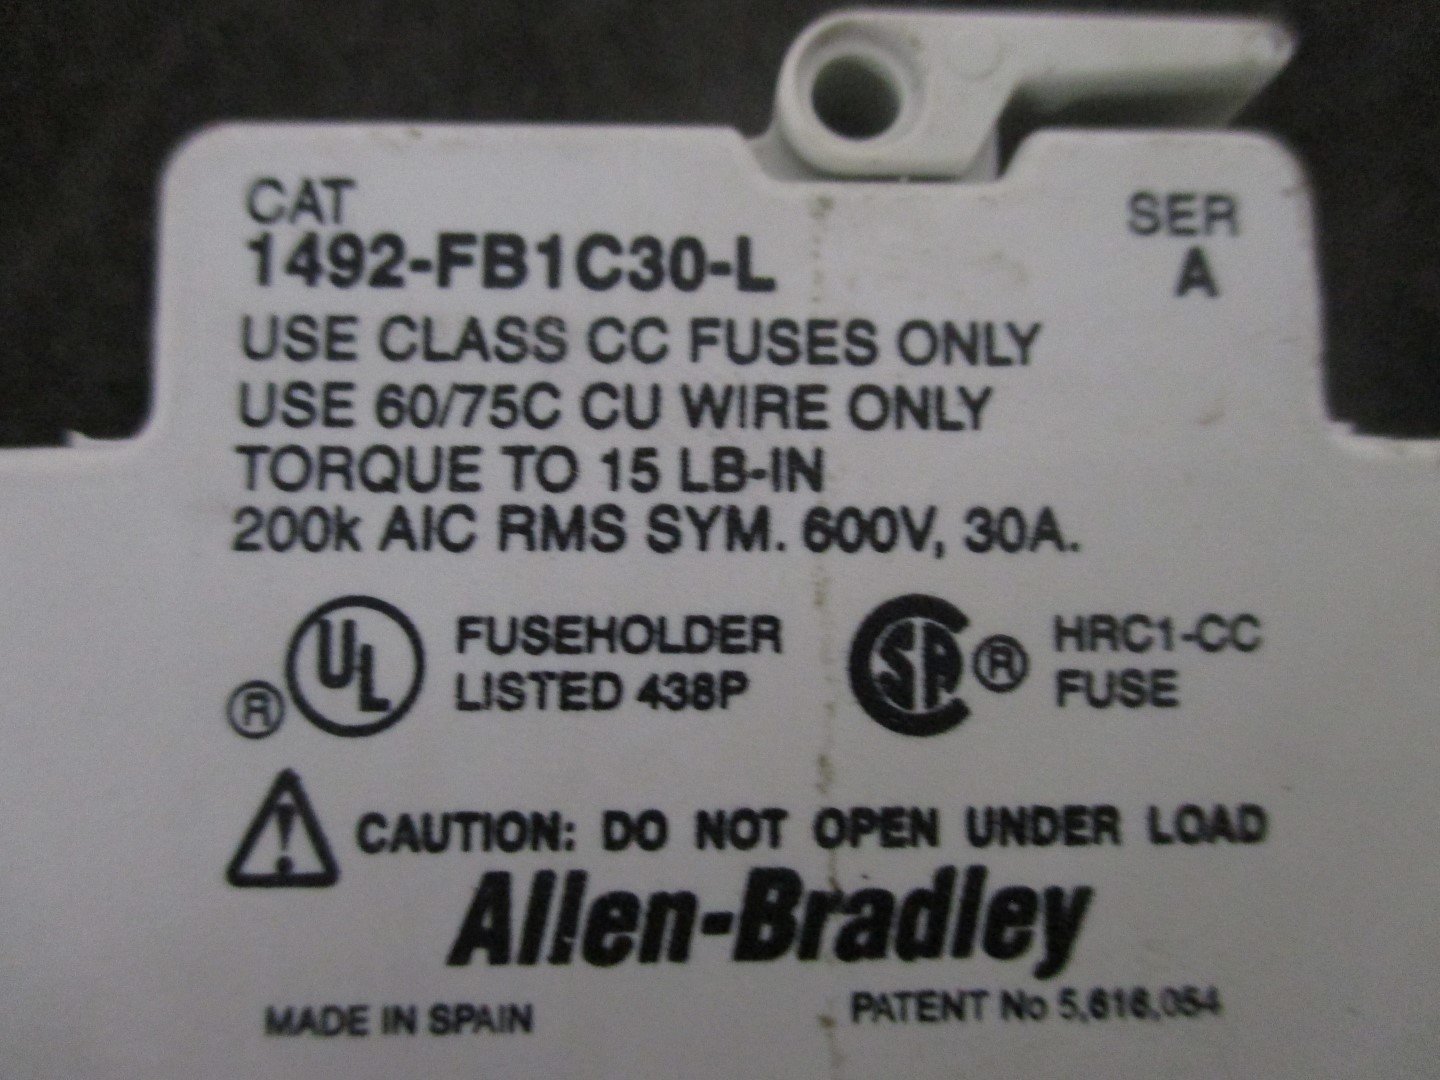 CAT
SER
1492-FB1C30-L
A
USE CLASS CC FUSES ONLY
USE 60/75C CU WIRE ONLY
TORQUE TO 15 LB-IN
200k AIC RMS SYM. 600V, 30A.
® UL FUSEHOLDER
LISTED 438P
CSA ® HRC1-CC
FUSE
! CAUTION: DO NOT OPEN UNDER LOAD
Allen-Bradley
MADE IN SPAIN
PATENT No 5,616,054